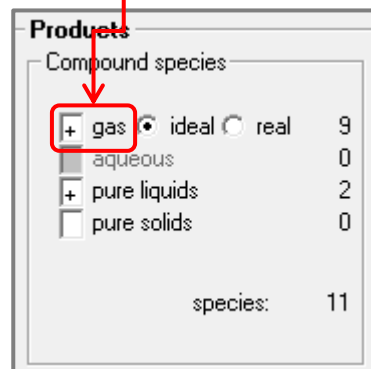 Products
Compound species
+ gas ideal real 9
aqueous 0
+ pure liquids 2
pure solids 0
species: 11